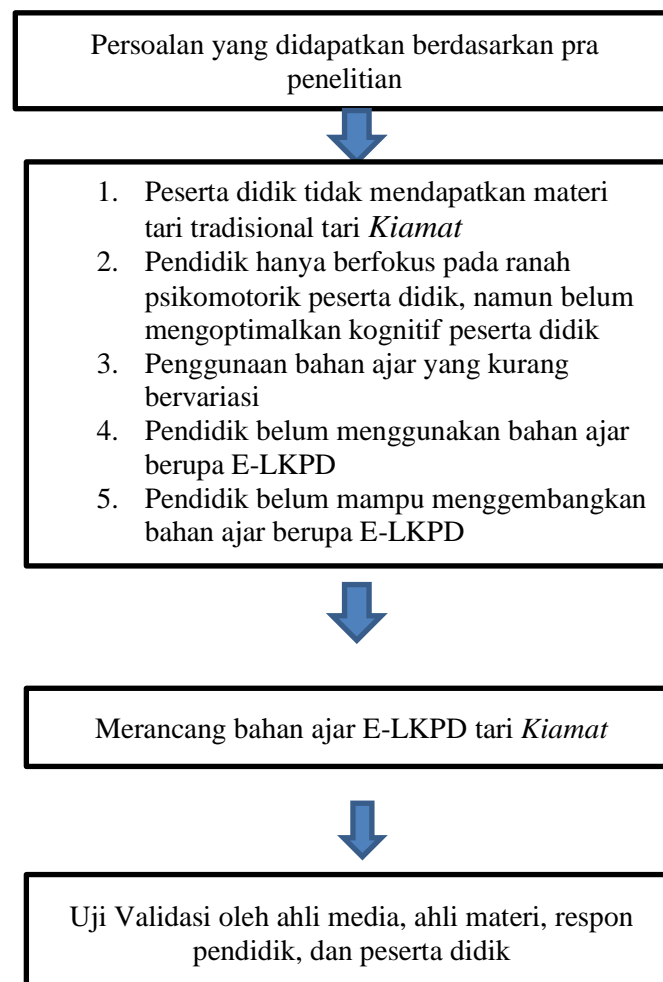 Persoalan yang didapatkan berdasarkan pra
penelitian
1. Peserta didik tidak mendapatkan materi
tari tradisional tari Kiamat
2. Pendidik hanya berfokus pada ranah
psikomotorik peserta didik, namun belum
mengoptimalkan kognitif peserta didik
3. Penggunaan bahan ajar yang kurang
bervariasi
4. Pendidik belum menggunakan bahan ajar
berupa E-LKPD
5. Pendidik belum mampu menggembangkan
bahan ajar berupa E-LKPD
Merancang bahan ajar E-LKPD tari Kiamat
Uji Validasi oleh ahli media, ahli materi, respon
pendidik, dan peserta didik